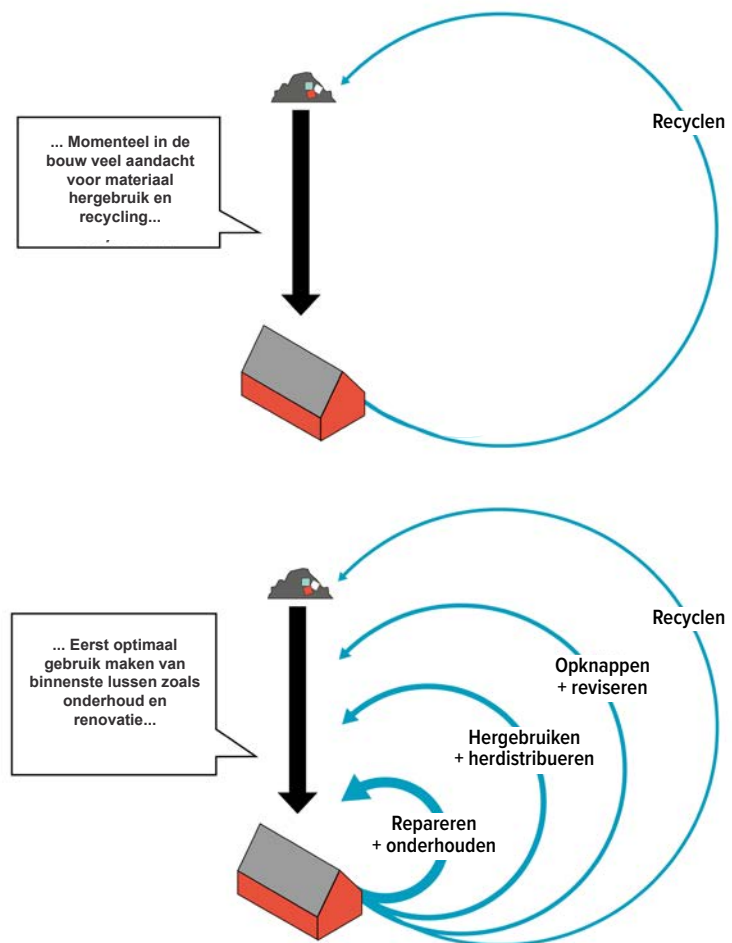 Recyclen
... Momenteel in de
bouw veel aandacht
voor materiaal
hergebruik en
recycling...
Recyclen
... Eerst optimaal
gebruik maken van
binnenste lussen zoals
onderhoud en
renovatie...
Opknappen
+ reviseren
Hergebruiken
+ herdistribueren
Repareren
+ onderhouden